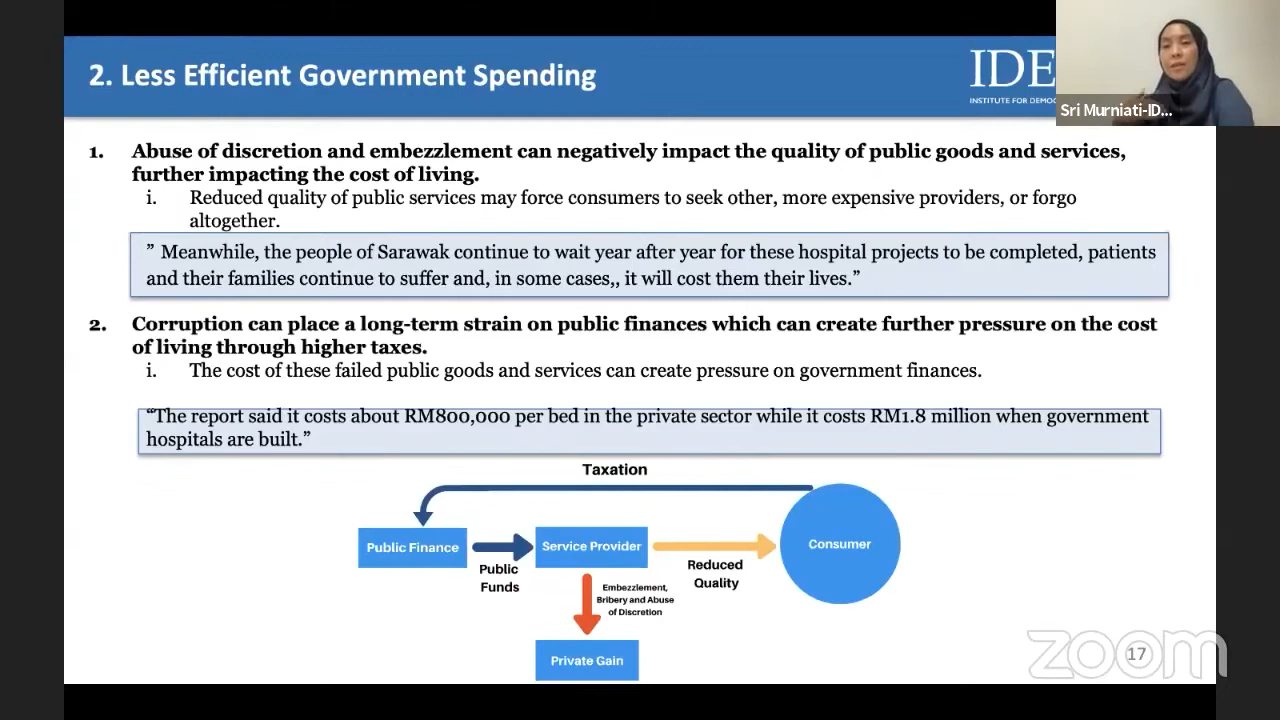 2. Less Efficient Government Spending
IDE
INSTITUTE FOR DEMOC
Sri Murniati-ID...
1. Abuse of discretion and embezzlement can negatively impact the quality of public goods and services,
further impacting the cost of living.
i. Reduced quality of public services may force consumers to seek other, more expensive providers, or forgo
altogether.
” Meanwhile, the people of Sarawak continue to wait year after year for these hospital projects to be completed, patients
and their families continue to suffer and, in some cases,, it will cost them their lives.”
2. Corruption can place a long-term strain on public finances which can create further pressure on the cost
of living through higher taxes.
i. The cost of these failed public goods and services can create pressure on government finances.
“The report said it costs about RM800,000 per bed in the private sector while it costs RM1.8 million when government
hospitals are built.”
Taxation
Public Finance
Public
Funds
Service Provider
Reduced
Quality
Consumer
Embezzlement,
Bribery and Abuse
of Discretion
Private Gain
zoom
17